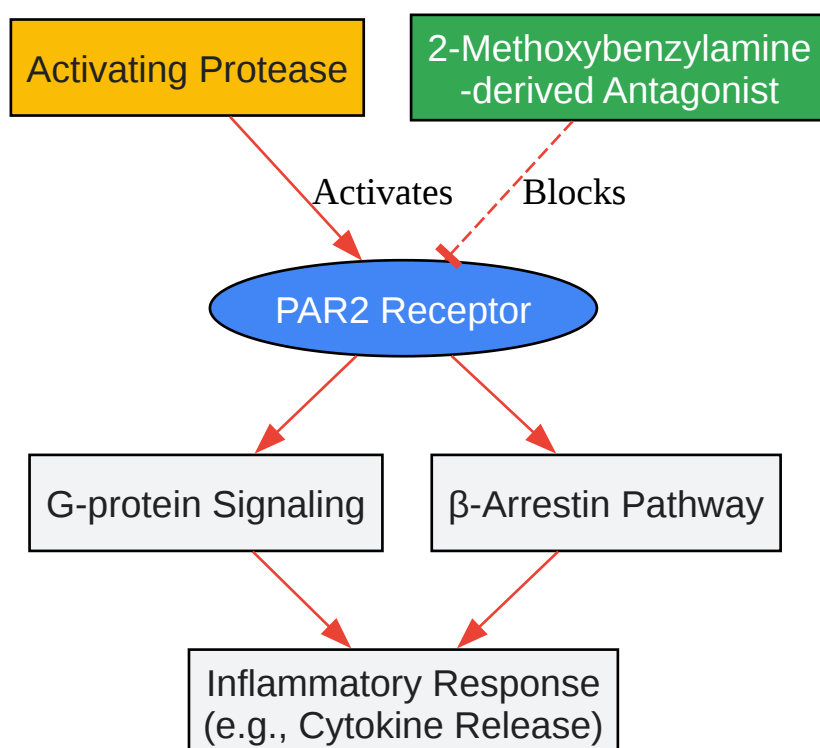 Activating Protease
2-Methoxybenzylamine
-derived Antagonist
Activates
Blocks
PAR2 Receptor
G-protein Signaling
β-Arrestin Pathway
Inflammatory Response
(e.g., Cytokine Release)